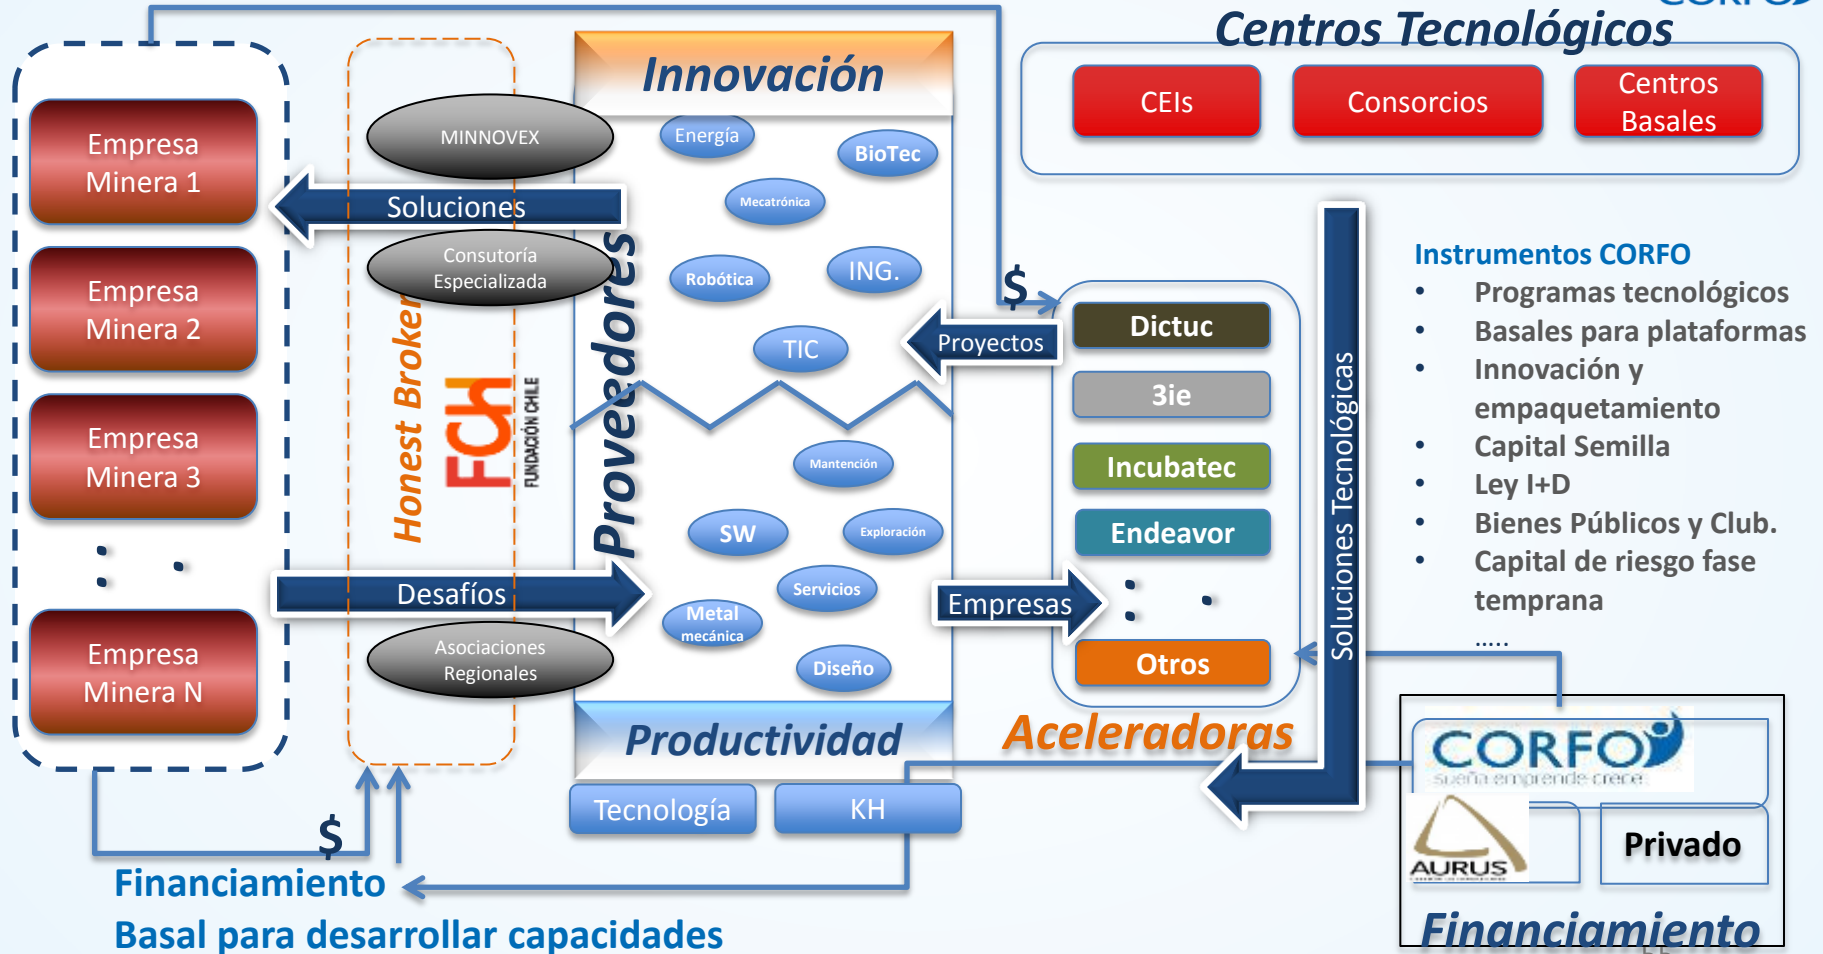 CORFO
Centros Tecnológicos
CEIs
Consorcios
Centros
Basales
Empresa
Minera 1
Empresa
Minera 2
Empresa
Minera 3
Empresa
Minera N
MINNOVEX
Soluciones
Consutoría
Especializada
Honest Broker
FCh
FUNDACIÓN CHILE
Desafíos
Asociaciones
Regionales
Innovación
Proveedores
Energía
BioTec
Mecatrónica
Robótica
ING.
TIC
Mantención
SW
Exploración
Servicios
Metal
mecánica
Diseño
Productividad
Tecnología
KH
$
Proyectos
Empresas
Dictuc
3ie
Incubatec
Endeavor
Otros
Aceleradoras
Soluciones Tecnológicas
Instrumentos CORFO
• Programas tecnológicos
• Basales para plataformas
• Innovación y
empaquetamiento
• Capital Semilla
• Ley I+D
• Bienes Públicos y Club.
• Capital de riesgo fase
temprana
.....
CORFO
sueña emprende crece
AURUS
Privado
Financiamiento
$
Financiamiento
Basal para desarrollar capacidades